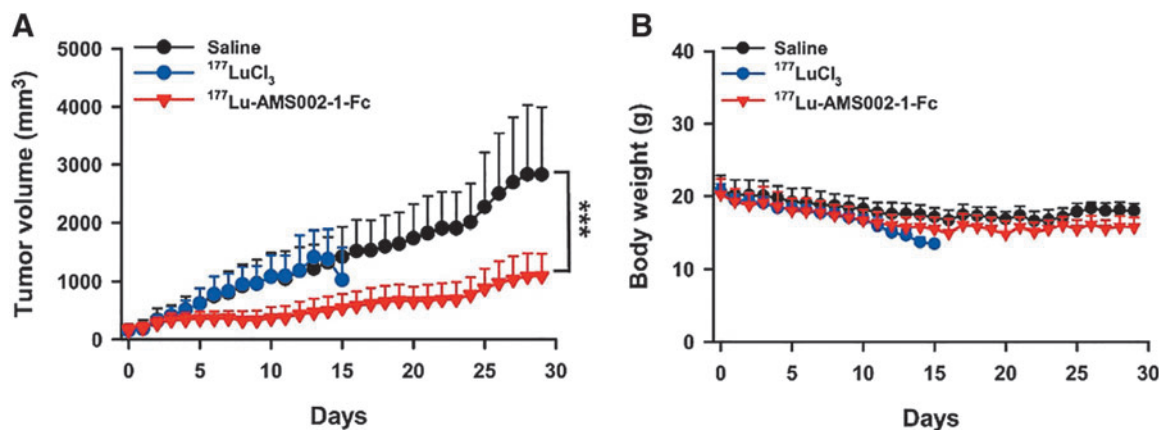 A
Tumor volume (mm³)
5000
4000
3000
2000
1000
0
Saline
¹⁷⁷LuCl₃
¹⁷⁷Lu-AMS002-1-Fc
***
0 5 10 15 20 25 30
Days
B
Body weight (g)
40
30
20
10
0
Saline
¹⁷⁷LuCl₃
¹⁷⁷Lu-AMS002-1-Fc
0 5 10 15 20 25 30
Days